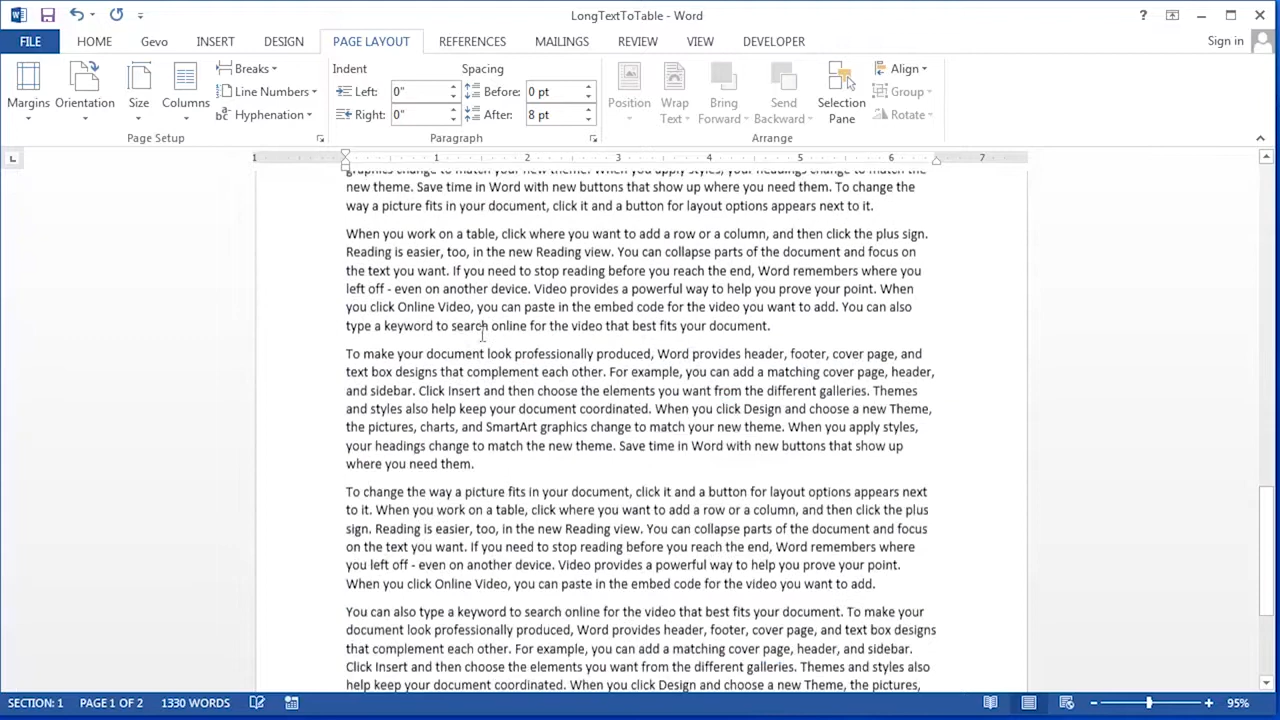 LongTextToTable - Word
FILE HOME Gevo INSERT DESIGN PAGE LAYOUT REFERENCES MAILINGS REVIEW VIEW DEVELOPER Sign in
Margins Orientation Size Columns
Breaks
Line Numbers
Hyphenation
Page Setup
Indent Spacing
Left: 0" Before: 0 pt
Right: 0" After: 8 pt
Paragraph
Position Wrap Text Bring Forward Send Backward Selection Pane
Align
Group
Rotate
Arrange
1 1 2 3 4 5 6 7
graphics change to match your new theme. When you apply styles, your headings change to match the
new theme. Save time in Word with new buttons that show up where you need them. To change the
way a picture fits in your document, click it and a button for layout options appears next to it.
When you work on a table, click where you want to add a row or a column, and then click the plus sign.
Reading is easier, too, in the new Reading view. You can collapse parts of the document and focus on
the text you want. If you need to stop reading before you reach the end, Word remembers where you
left off - even on another device. Video provides a powerful way to help you prove your point. When
you click Online Video, you can paste in the embed code for the video you want to add. You can also
type a keyword to search online for the video that best fits your document.
To make your document look professionally produced, Word provides header, footer, cover page, and
text box designs that complement each other. For example, you can add a matching cover page, header,
and sidebar. Click Insert and then choose the elements you want from the different galleries. Themes
and styles also help keep your document coordinated. When you click Design and choose a new Theme,
the pictures, charts, and SmartArt graphics change to match your new theme. When you apply styles,
your headings change to match the new theme. Save time in Word with new buttons that show up
where you need them.
To change the way a picture fits in your document, click it and a button for layout options appears next
to it. When you work on a table, click where you want to add a row or a column, and then click the plus
sign. Reading is easier, too, in the new Reading view. You can collapse parts of the document and focus
on the text you want. If you need to stop reading before you reach the end, Word remembers where
you left off - even on another device. Video provides a powerful way to help you prove your point.
When you click Online Video, you can paste in the embed code for the video you want to add.
You can also type a keyword to search online for the video that best fits your document. To make your
document look professionally produced, Word provides header, footer, cover page, and text box designs
that complement each other. For example, you can add a matching cover page, header, and sidebar.
Click Insert and then choose the elements you want from the different galleries. Themes and styles also
help keep your document coordinated. When you click Design and choose a new Theme, the pictures,
SECTION: 1 PAGE 1 OF 2 1330 WORDS 95%